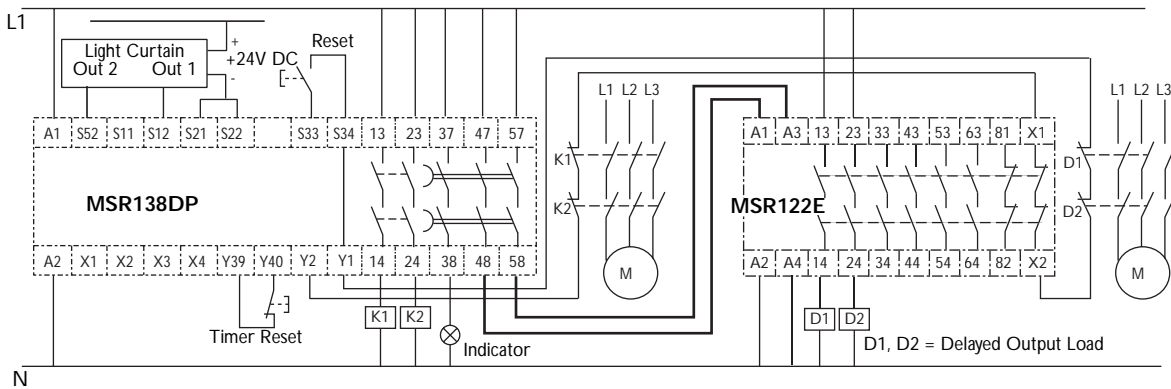 L1
Light Curtain
Out 2 Out 1
+
+24V DC
-
Reset
L1 L2 L3
L1 L2 L3
A1 S52 S11 S12 S21 S22 S33 S34 13 23 37 47 57
A1 A3 13 23 33 43 53 63 81 X1
K1
D1
MSR138DP
MSR122E
K2
D2
A2 X1 X2 X3 X4 Y39 Y40 Y2 Y1 14 24 38 48 58
A2 A4 14 24 34 44 54 64 82 X2
M
M
K1 K2
D1 D2
Timer Reset
Indicator
D1, D2 = Delayed Output Load
N